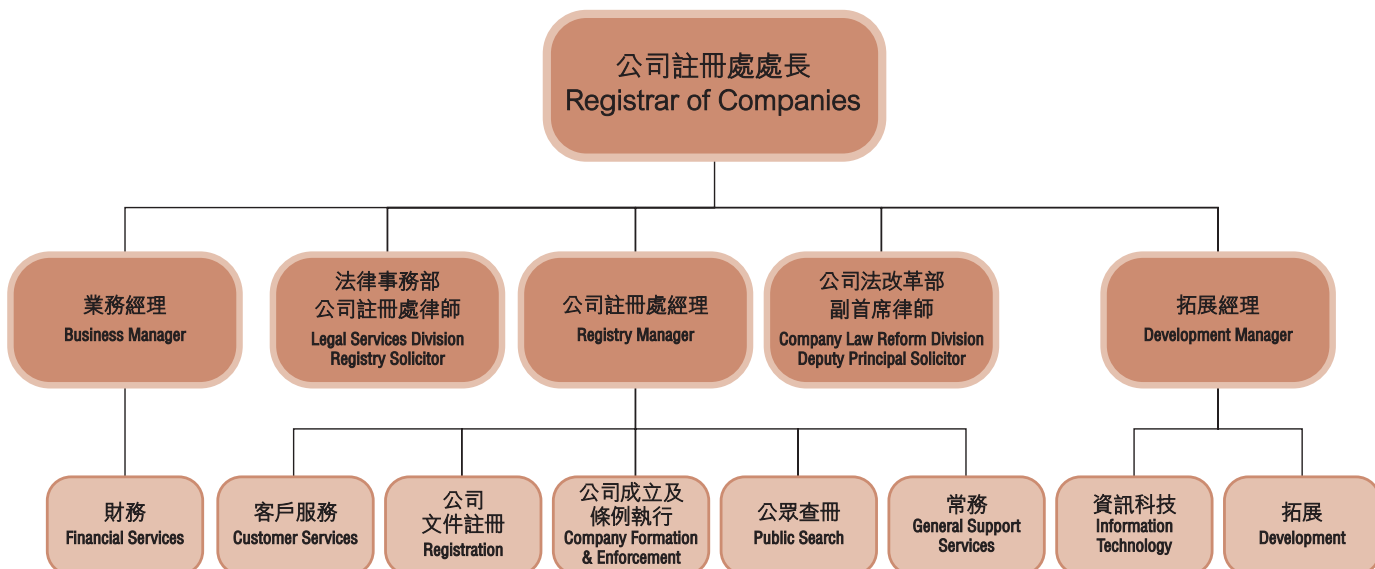 公司註冊處處長
Registrar of Companies
業務經理
Business Manager
法律事務部
公司註冊處律師
Legal Services Division
Registry Solicitor
公司註冊處經理
Registry Manager
公司法改革部
副首席律師
Company Law Reform Division
Deputy Principal Solicitor
拓展經理
Development Manager
財務
Financial Services
客戶服務
Customer Services
公司
文件註冊
Registration
公司成立及
條例執行
Company Formation
& Enforcement
公眾查冊
Public Search
常務
General Support
Services
資訊科技
Information
Technology
拓展
Development